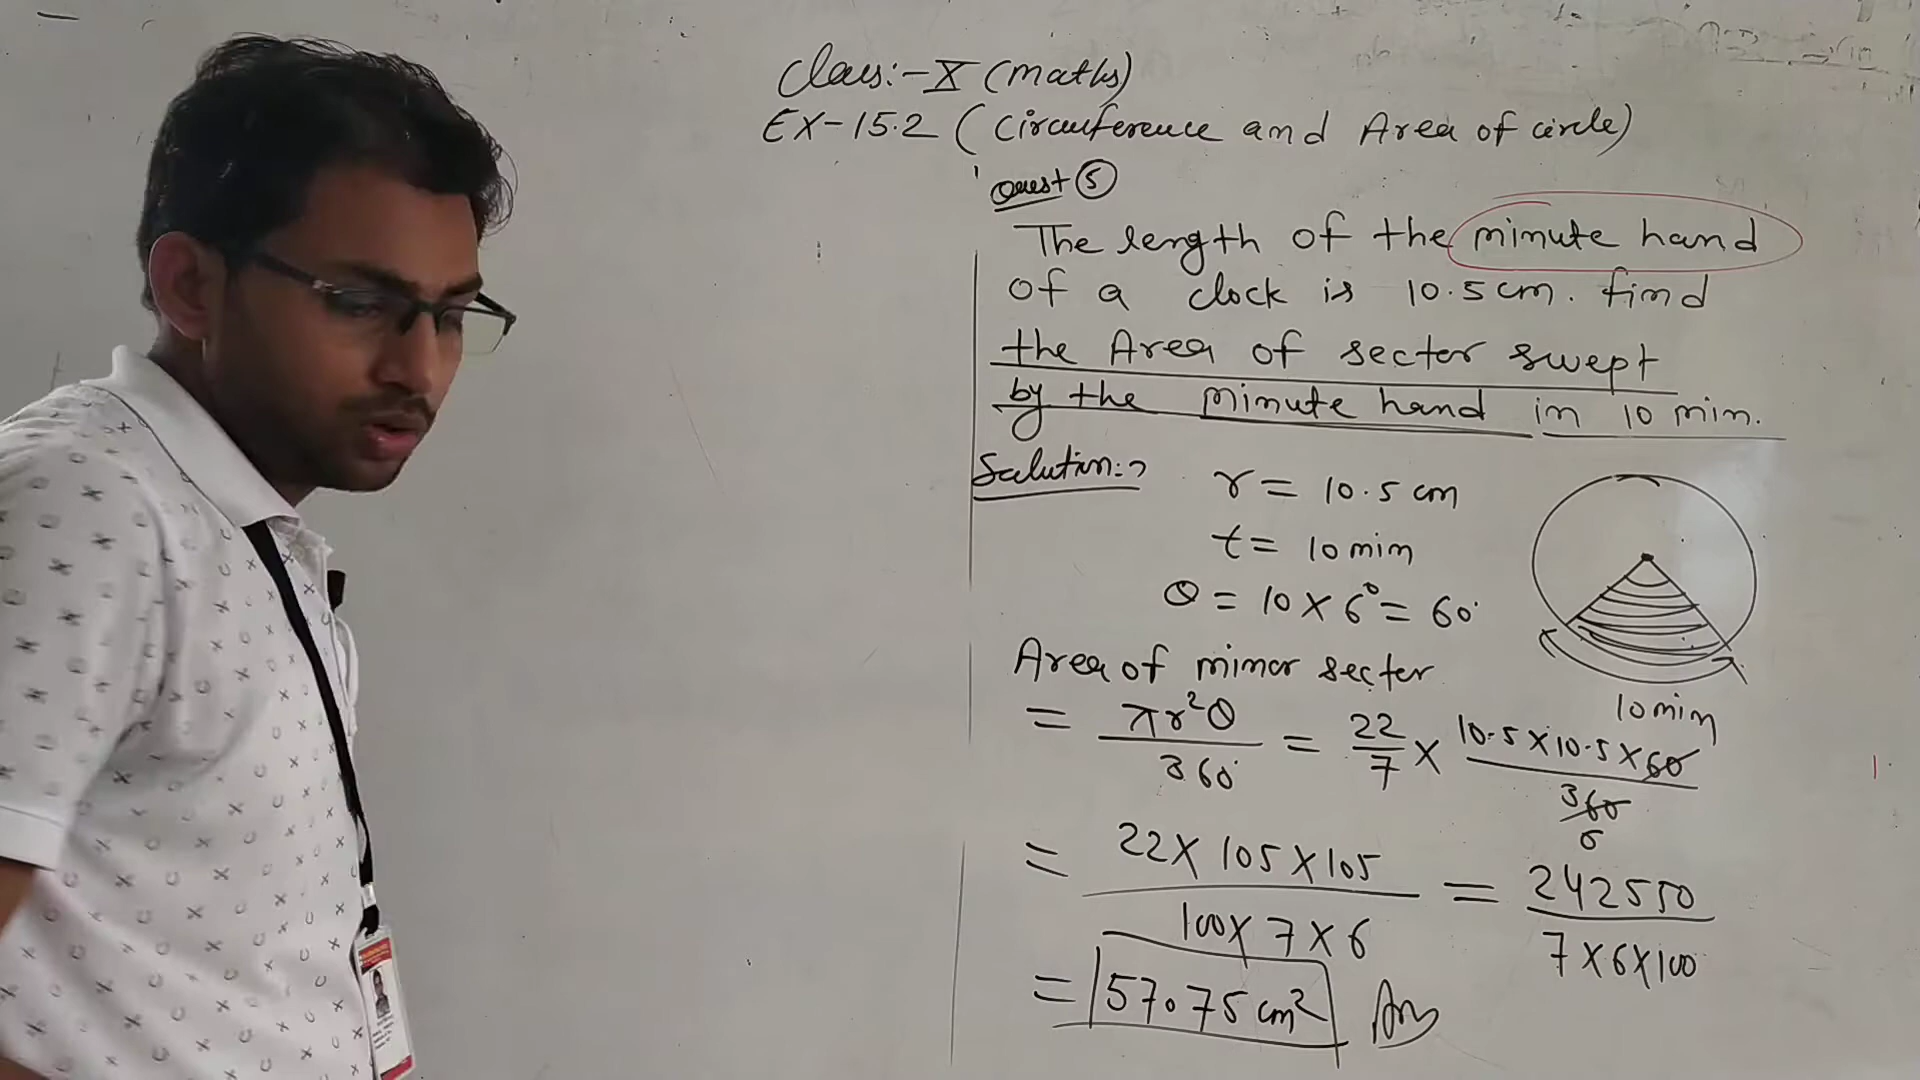 Class:- X (maths)
EX-15.2 (Circumference and Area of circle)
Quest 5
The length of the minute hand
of a clock is 10.5cm. find
the Area of sector swept
by the minute hand in 10 min.
Solution:→
r = 10.5 cm
t = 10 min
θ = 10 X 6° = 60°
Area of minor sector
10 min
= πr²θ / 360° = 22/7 X 10.5 X 10.5 X 60 / 360
6
= 22 X 105 X 105 / 100 X 7 X 6 = 242550 / 7 X 6 X 100
= 57.75 cm² Ans